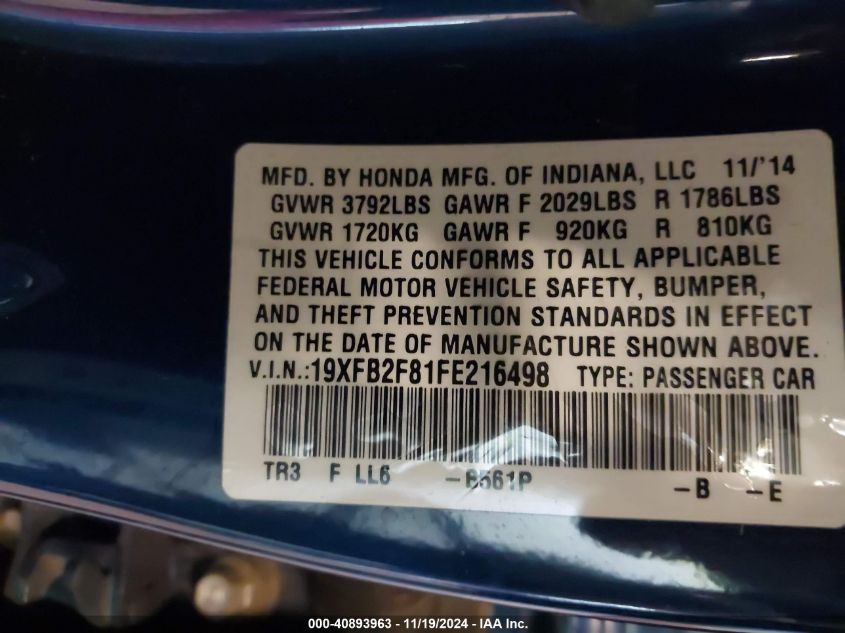 MFD. BY HONDA MFG. OF INDIANA, LLC 11/'14
GVWR 3792LBS GAWR F 2029LBS R 1786LBS
GVWR 1720KG GAWR F 920KG R 810KG
THIS VEHICLE CONFORMS TO ALL APPLICABLE
FEDERAL MOTOR VEHICLE SAFETY, BUMPER,
AND THEFT PREVENTION STANDARDS IN EFFECT
ON THE DATE OF MANUFACTURE SHOWN ABOVE.
V.I.N.:19XFB2F81FE216498 TYPE: PASSENGER CAR
TR3 F LL6 -B561P -B -E
000-40893963 - 11/19/2024 - IAA Inc.